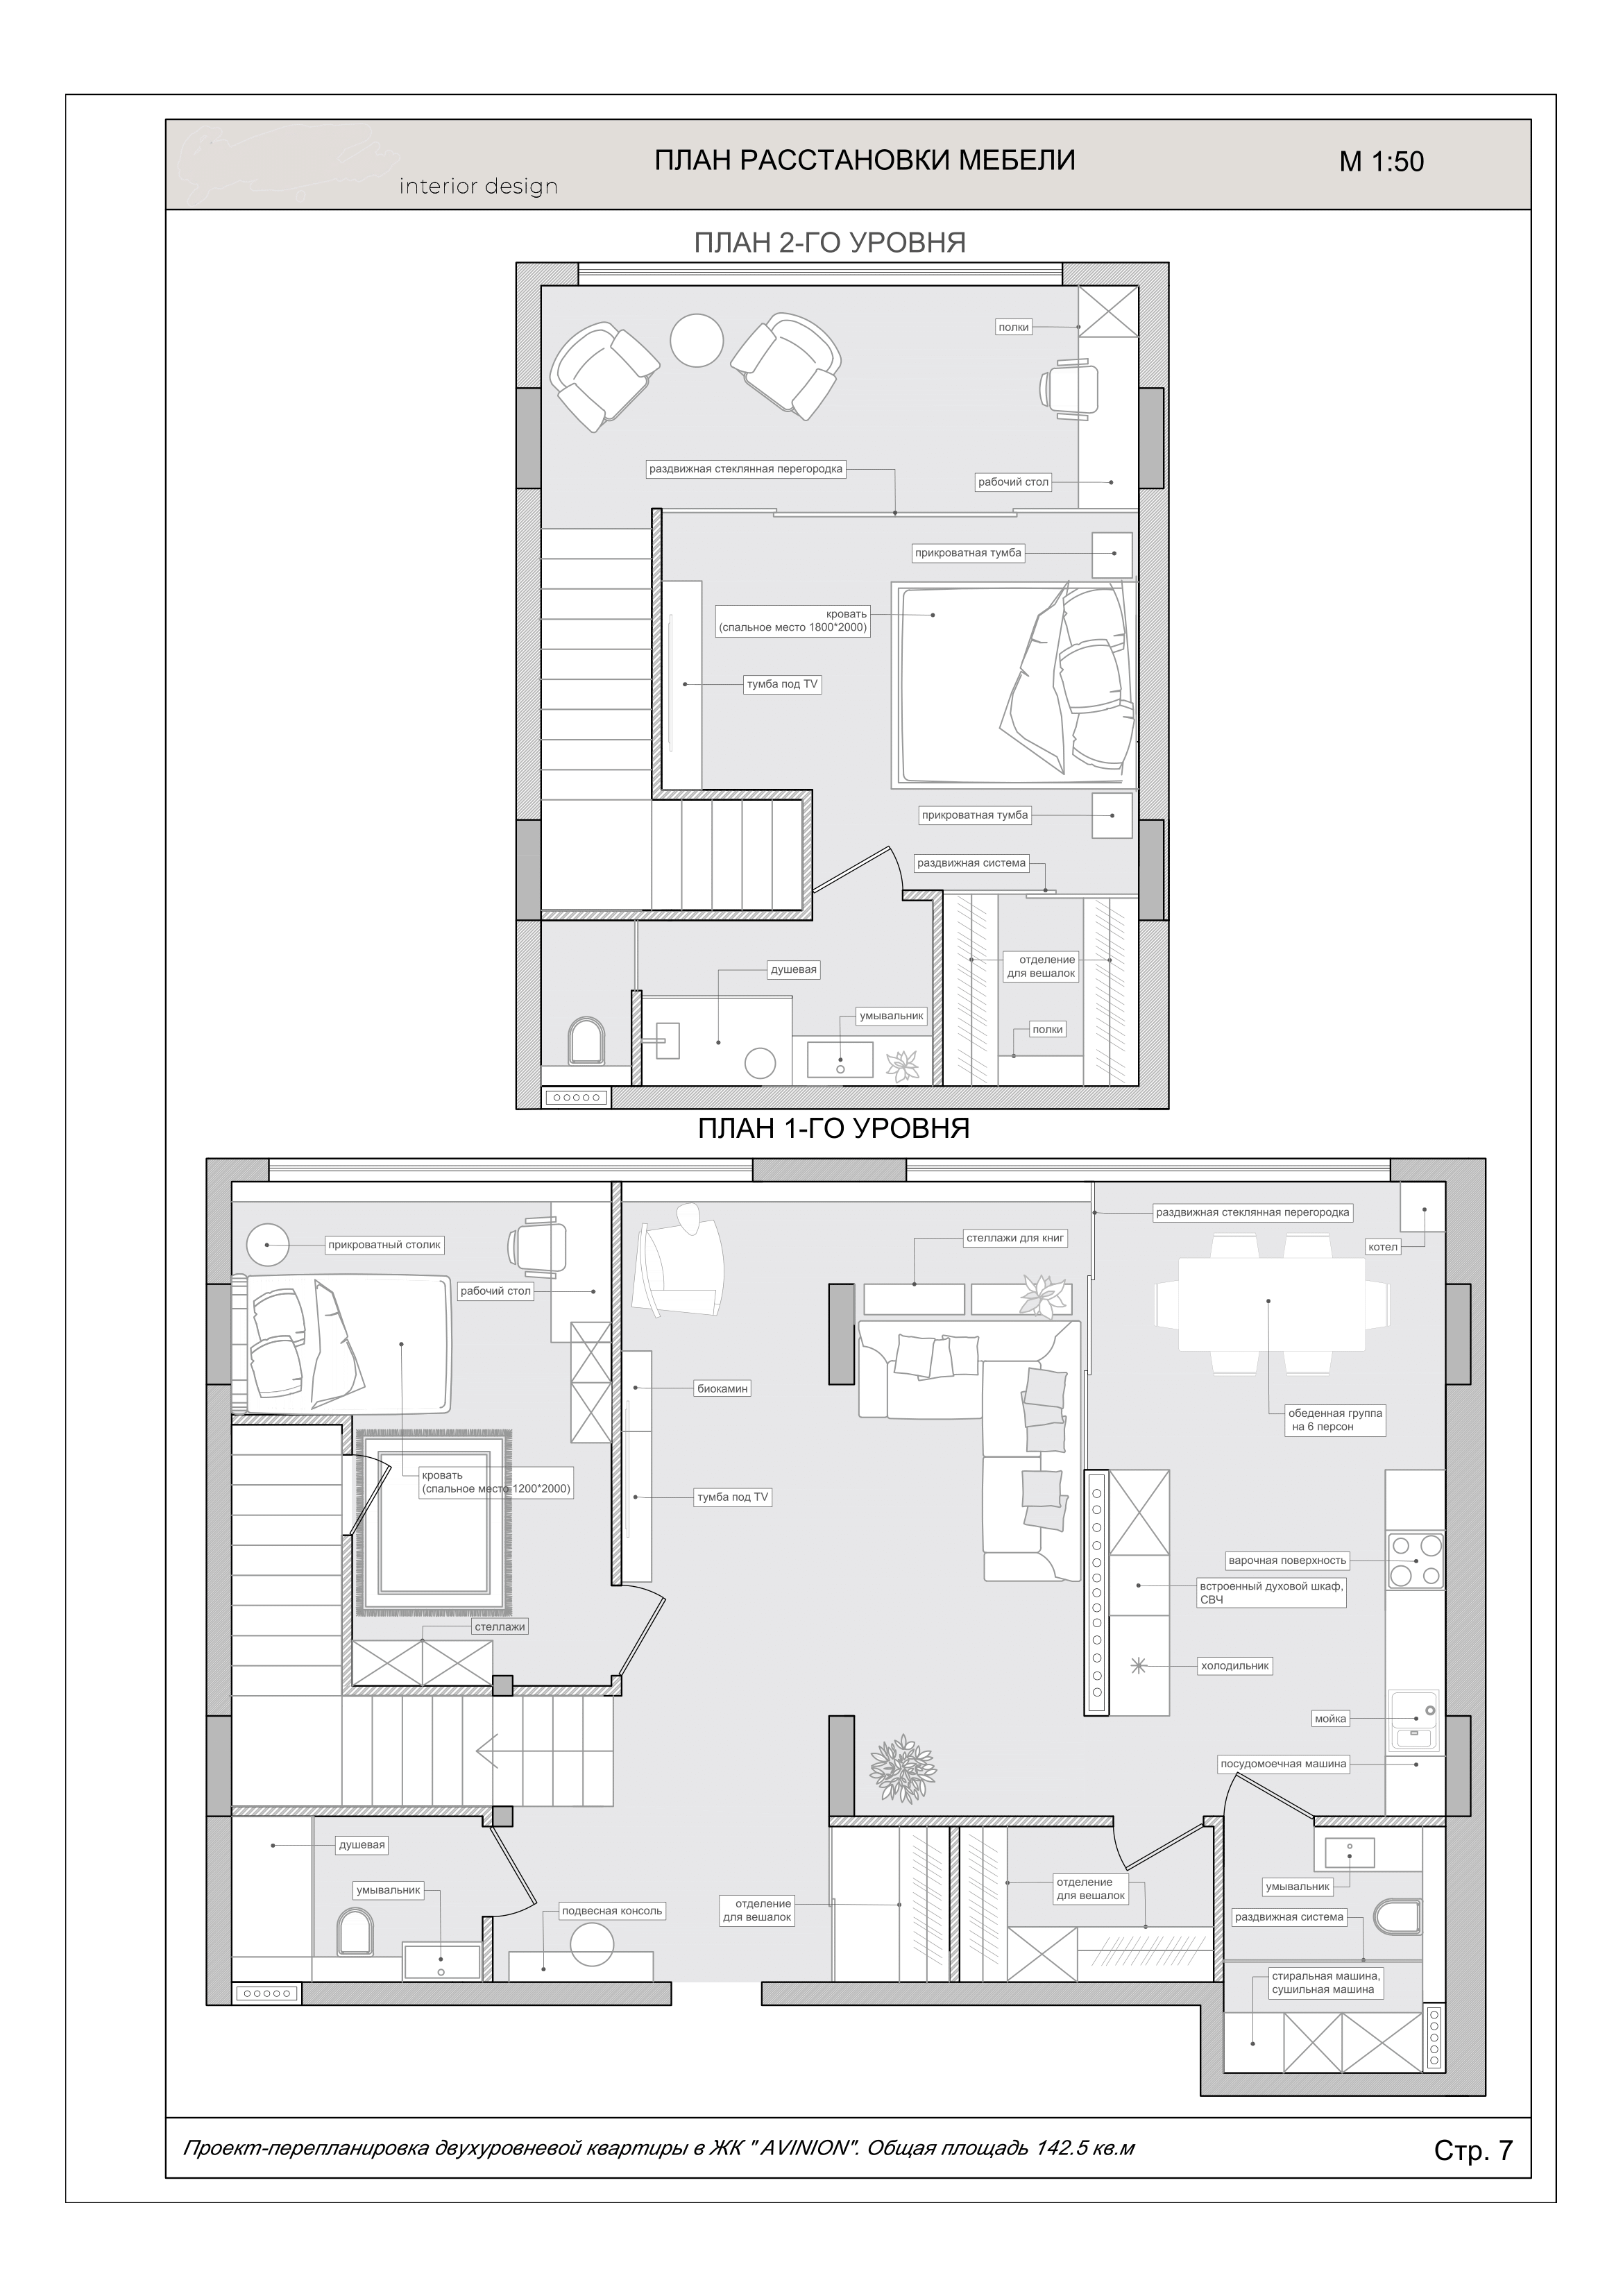 interior design
ПЛАН РАССТАНОВКИ МЕБЕЛИ
М 1:50
ПЛАН 2-ГО УРОВНЯ
полки
раздвижная стеклянная перегородка
рабочий стол
прикроватная тумба
кровать
(спальное место 1800*2000)
тумба под TV
прикроватная тумба
раздвижная система
отделение
для вешалок
душевая
умывальник
полки
ПЛАН 1-ГО УРОВНЯ
раздвижная стеклянная перегородка
стеллажи для книг
прикроватный столик
котел
рабочий стол
биокамин
обеденная группа
на 6 персон
кровать
(спальное место 1200*2000)
тумба под TV
варочная поверхность
встроенный духовой шкаф,
СВЧ
стеллажи
холодильник
мойка
посудомоечная машина
душевая
умывальник
отделение
для вешалок
отделение
для вешалок
умывальник
подвесная консоль
раздвижная система
стиральная машина,
сушильная машина
Проект-перепланировка двухуровневой квартиры в ЖК " AVINION". Общая площадь 142.5 кв.м
Стр. 7